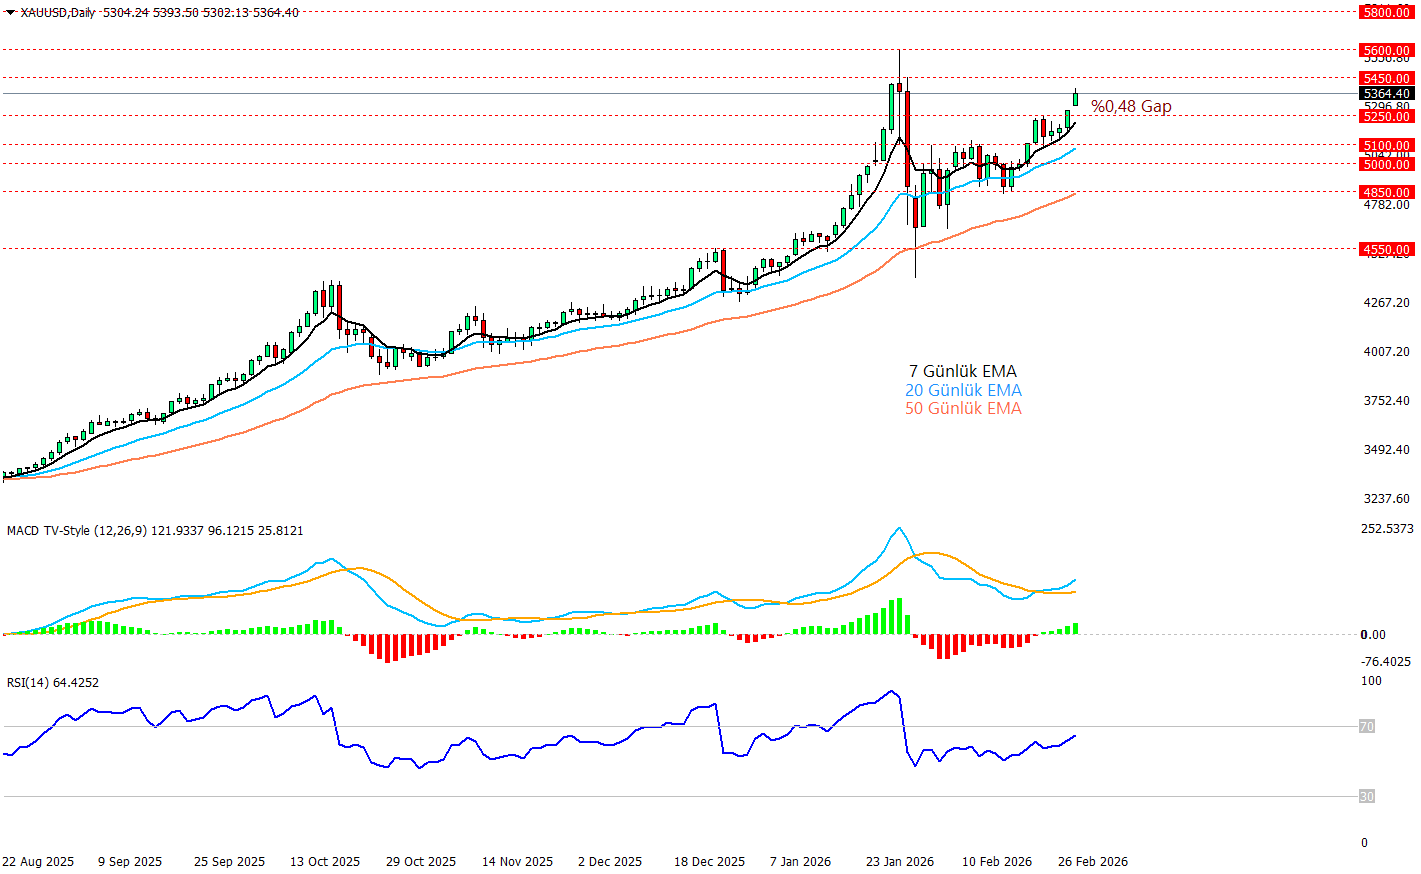 XAUUSD,Daily 5304.24 5393.50 5302.13 5364.40
5800.00
5600.00
5450.00
5364.40
5296.80
%0,48 Gap
5250.00
5100.00
5000.00
4850.00
4782.00
4550.00
4267.20
4007.20
7 Günlük EMA
20 Günlük EMA
50 Günlük EMA
3752.40
3492.40
3237.60
MACD TV-Style (12,26,9) 121.9337 96.1215 25.8121
252.5373
0.00
-76.4025
RSI(14) 64.4252
100
70
30
0
22 Aug 2025 9 Sep 2025 25 Sep 2025 13 Oct 2025 29 Oct 2025 14 Nov 2025 2 Dec 2025 18 Dec 2025 7 Jan 2026 23 Jan 2026 10 Feb 2026 26 Feb 2026